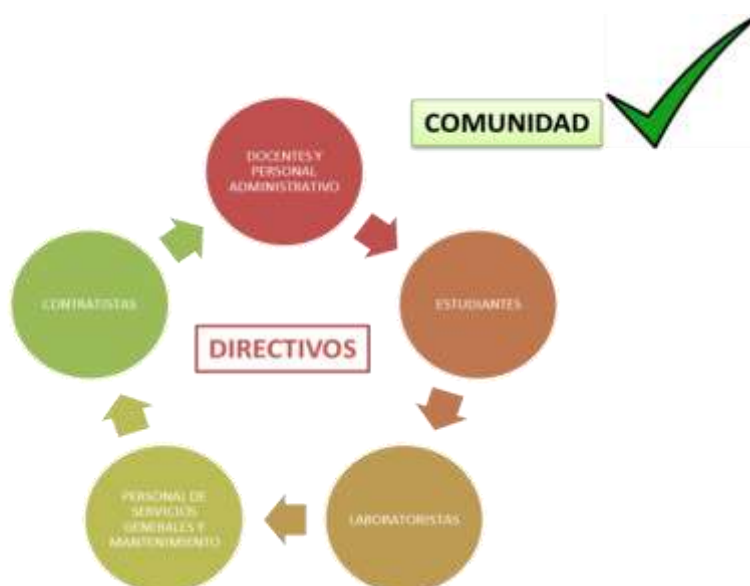 COMUNIDAD
DOCENTES Y
PERSONAL
ADMINISTRATIVO
CONTRATISTAS
ESTUDIANTES
DIRECTIVOS
PERSONAL DE
SERVICIOS
GENERALES Y
MANTENIMIENTO
LABORATORISTAS